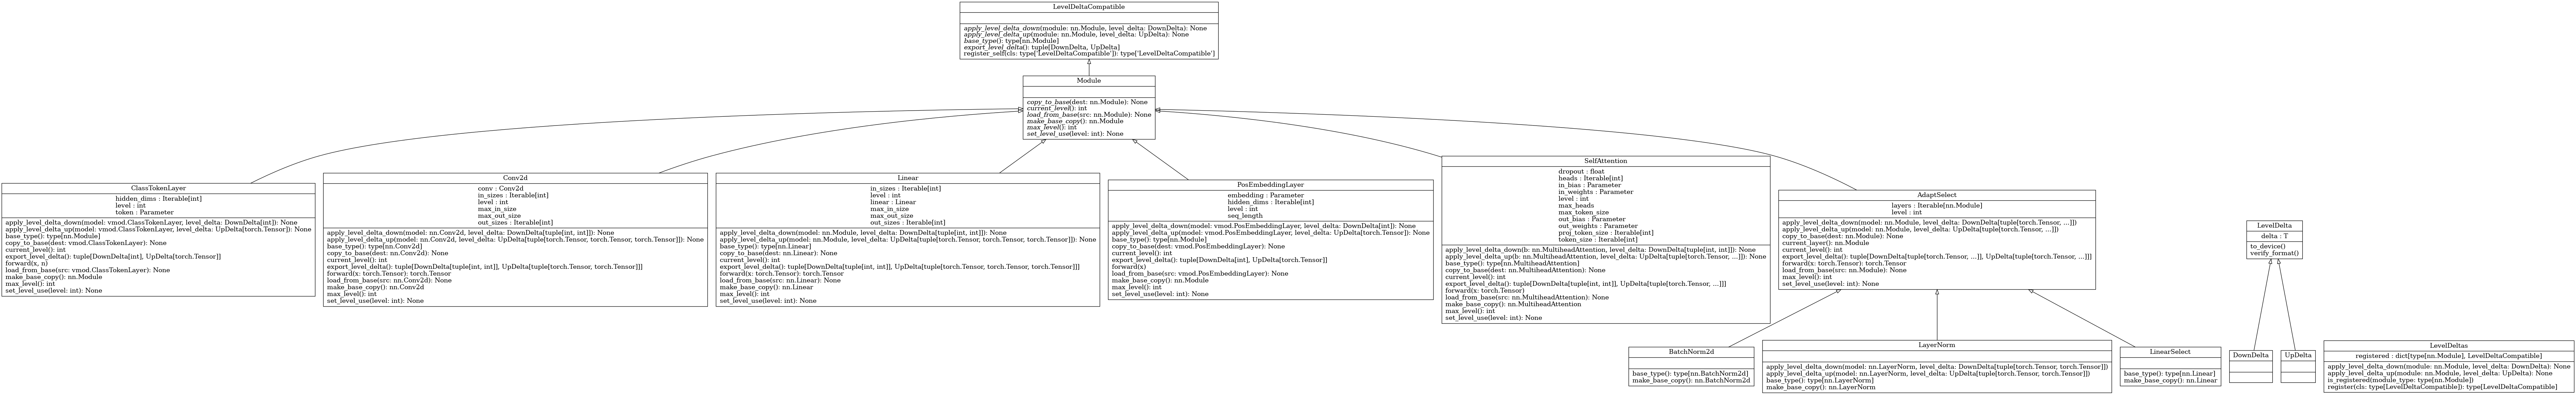 LevelDeltaCompatible
apply_level_delta_down(module: nn.Module, level_delta: DownDelta): None
apply_level_delta_up(module: nn.Module, level_delta: UpDelta): None
base_type(): type[nn.Module]
export_level_delta(): tuple[DownDelta, UpDelta]
register_self(cls: type['LevelDeltaCompatible']): type['LevelDeltaCompatible']
Module
copy_to_base(dest: nn.Module): None
current_level(): int
load_from_base(src: nn.Module): None
make_base_copy(): nn.Module
max_level(): int
set_level_use(level: int): None
ClassTokenLayer
hidden_dims : Iterable[int]
level : int
token : Parameter
apply_level_delta_down(model: vmod.ClassTokenLayer, level_delta: DownDelta[int]): None
apply_level_delta_up(model: vmod.ClassTokenLayer, level_delta: UpDelta[torch.Tensor]): None
base_type(): type[nn.Module]
copy_to_base(dest: vmod.ClassTokenLayer): None
current_level(): int
export_level_delta(): tuple[DownDelta[int], UpDelta[torch.Tensor]]
forward(x, n)
load_from_base(src: vmod.ClassTokenLayer): None
make_base_copy(): nn.Module
max_level(): int
set_level_use(level: int): None
Conv2d
conv : Conv2d
in_sizes : Iterable[int]
level : int
max_in_size
max_out_size
out_sizes : Iterable[int]
apply_level_delta_down(model: nn.Conv2d, level_delta: DownDelta[tuple[int, int]]): None
apply_level_delta_up(model: nn.Conv2d, level_delta: UpDelta[tuple[torch.Tensor, torch.Tensor, torch.Tensor]]): None
base_type(): type[nn.Conv2d]
copy_to_base(dest: nn.Conv2d): None
current_level(): int
export_level_delta(): tuple[DownDelta[tuple[int, int]], UpDelta[tuple[torch.Tensor, torch.Tensor, torch.Tensor]]]
forward(x: torch.Tensor): torch.Tensor
load_from_base(src: nn.Conv2d): None
make_base_copy(): nn.Conv2d
max_level(): int
set_level_use(level: int): None
Linear
in_sizes : Iterable[int]
level : int
linear : Linear
max_in_size
max_out_size
out_sizes : Iterable[int]
apply_level_delta_down(model: nn.Module, level_delta: DownDelta[tuple[int, int]]): None
apply_level_delta_up(model: nn.Module, level_delta: UpDelta[tuple[torch.Tensor, torch.Tensor, torch.Tensor]]): None
base_type(): type[nn.Linear]
copy_to_base(dest: nn.Linear): None
current_level(): int
export_level_delta(): tuple[DownDelta[tuple[int, int]], UpDelta[tuple[torch.Tensor, torch.Tensor, torch.Tensor]]]
forward(x: torch.Tensor): torch.Tensor
load_from_base(src: nn.Linear): None
make_base_copy(): nn.Linear
max_level(): int
set_level_use(level: int): None
PosEmbeddingLayer
embedding : Parameter
hidden_dims : Iterable[int]
level : int
seq_length
apply_level_delta_down(model: vmod.PosEmbeddingLayer, level_delta: DownDelta[int]): None
apply_level_delta_up(model: vmod.PosEmbeddingLayer, level_delta: UpDelta[torch.Tensor]): None
base_type(): type[nn.Module]
copy_to_base(dest: vmod.PosEmbeddingLayer): None
current_level(): int
export_level_delta(): tuple[DownDelta[int], UpDelta[torch.Tensor]]
forward(x)
load_from_base(src: vmod.PosEmbeddingLayer): None
make_base_copy(): nn.Module
max_level(): int
set_level_use(level: int): None
SelfAttention
dropout : float
heads : Iterable[int]
in_bias : Parameter
in_weights : Parameter
level : int
max_heads
max_token_size
out_bias : Parameter
out_weights : Parameter
proj_token_size : Iterable[int]
token_size : Iterable[int]
apply_level_delta_down(b: nn.MultiheadAttention, level_delta: DownDelta[tuple[int, int]]): None
apply_level_delta_up(b: nn.MultiheadAttention, level_delta: UpDelta[tuple[torch.Tensor, ...]]): None
base_type(): type[nn.MultiheadAttention]
copy_to_base(dest: nn.MultiheadAttention): None
current_level(): int
export_level_delta(): tuple[DownDelta[tuple[int, int]], UpDelta[tuple[torch.Tensor, ...]]]
forward(x: torch.Tensor)
load_from_base(src: nn.MultiheadAttention): None
make_base_copy(): nn.MultiheadAttention
max_level(): int
set_level_use(level: int): None
AdaptSelect
layers : Iterable[nn.Module]
level : int
apply_level_delta_down(model: nn.Module, level_delta: DownDelta[tuple[torch.Tensor, ...]])
apply_level_delta_up(model: nn.Module, level_delta: UpDelta[tuple[torch.Tensor, ...]])
copy_to_base(dest: nn.Module): None
current_layer(): nn.Module
current_level(): int
export_level_delta(): tuple[DownDelta[tuple[torch.Tensor, ...]], UpDelta[tuple[torch.Tensor, ...]]]
forward(x: torch.Tensor): torch.Tensor
load_from_base(src: nn.Module): None
max_level(): int
set_level_use(level: int): None
LevelDelta
delta : T
to_device()
verify_format()
BatchNorm2d
base_type(): type[nn.BatchNorm2d]
make_base_copy(): nn.BatchNorm2d
LayerNorm
apply_level_delta_down(model: nn.LayerNorm, level_delta: DownDelta[tuple[torch.Tensor, torch.Tensor]])
apply_level_delta_up(model: nn.LayerNorm, level_delta: UpDelta[tuple[torch.Tensor, torch.Tensor]])
base_type(): type[nn.LayerNorm]
make_base_copy(): nn.LayerNorm
LinearSelect
base_type(): type[nn.Linear]
make_base_copy(): nn.Linear
DownDelta
UpDelta
LevelDeltas
registered : dict[type[nn.Module], LevelDeltaCompatible]
apply_level_delta_down(module: nn.Module, level_delta: DownDelta): None
apply_level_delta_up(module: nn.Module, level_delta: UpDelta): None
is_registered(module_type: type[nn.Module])
register(cls: type[LevelDeltaCompatible]): type[LevelDeltaCompatible]